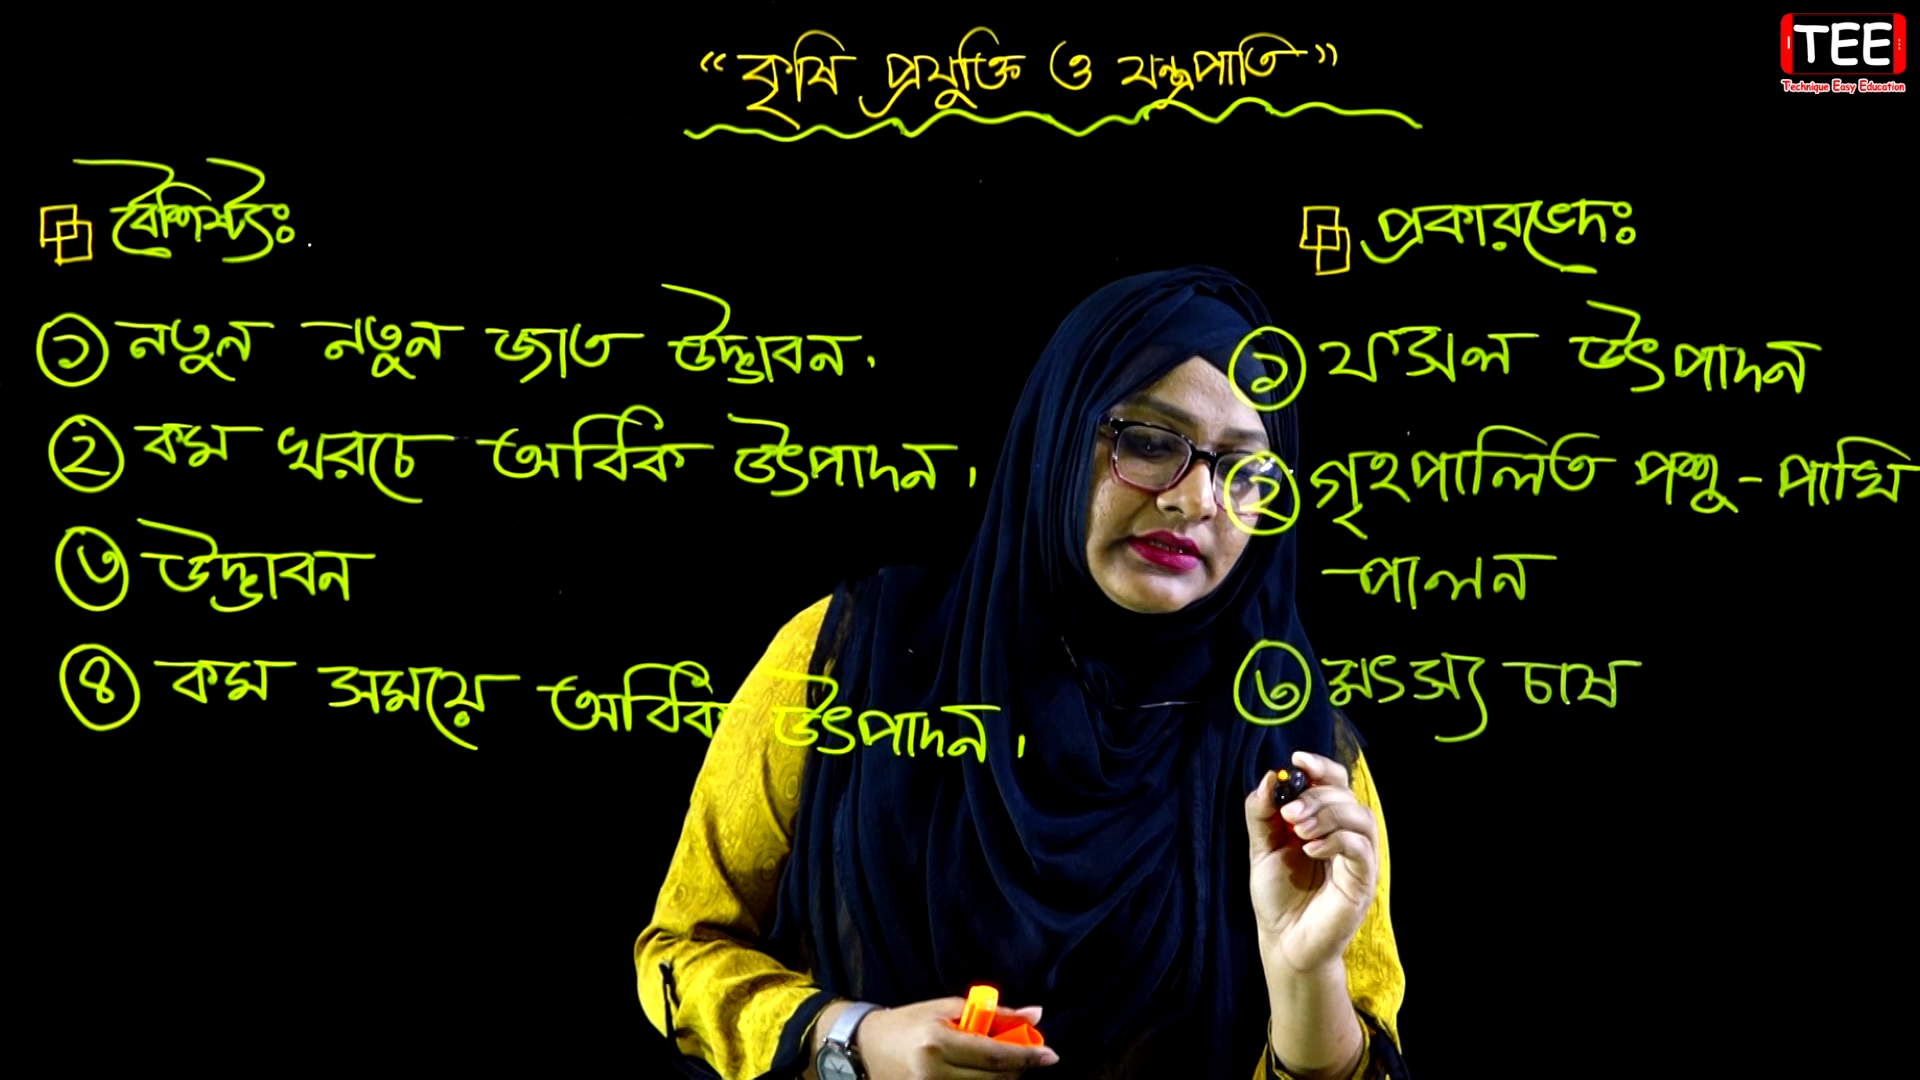 "কৃষি প্রযুক্তি ও যন্ত্রপাতি"
TEE
Technique Easy Education
বৈশিষ্ট্যঃ
১ নতুন নতুন জাত উদ্ভাবন.
২ কম খরচে অধিক উৎপাদন.
৩ উদ্ভাবন
৪ কম সময়ে অধিক উৎপাদন.
প্রকারভেদঃ
১ ফসল উৎপাদন
২ গৃহপালিত পশু-পাখি
-পালন
৩ মৎস্য চাষ